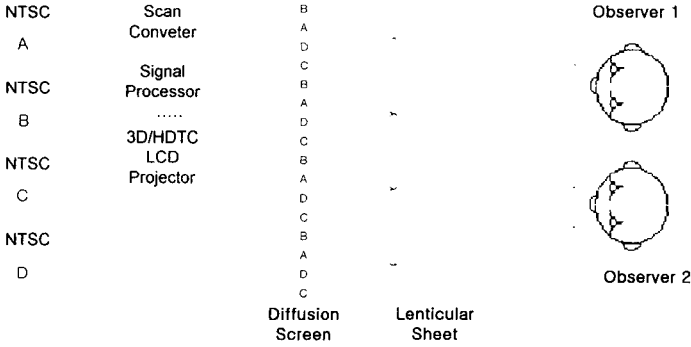 NTSC
A
NTSC
B
NTSC
C
NTSC
D
Scan
Conveter
Signal
Processor
.....
3D/HDTC
LCD
Projector
B
A
D
C
B
A
D
C
B
A
D
C
B
A
D
C
Diffusion
Screen
Lenticular
Sheet
Observer 1
Observer 2